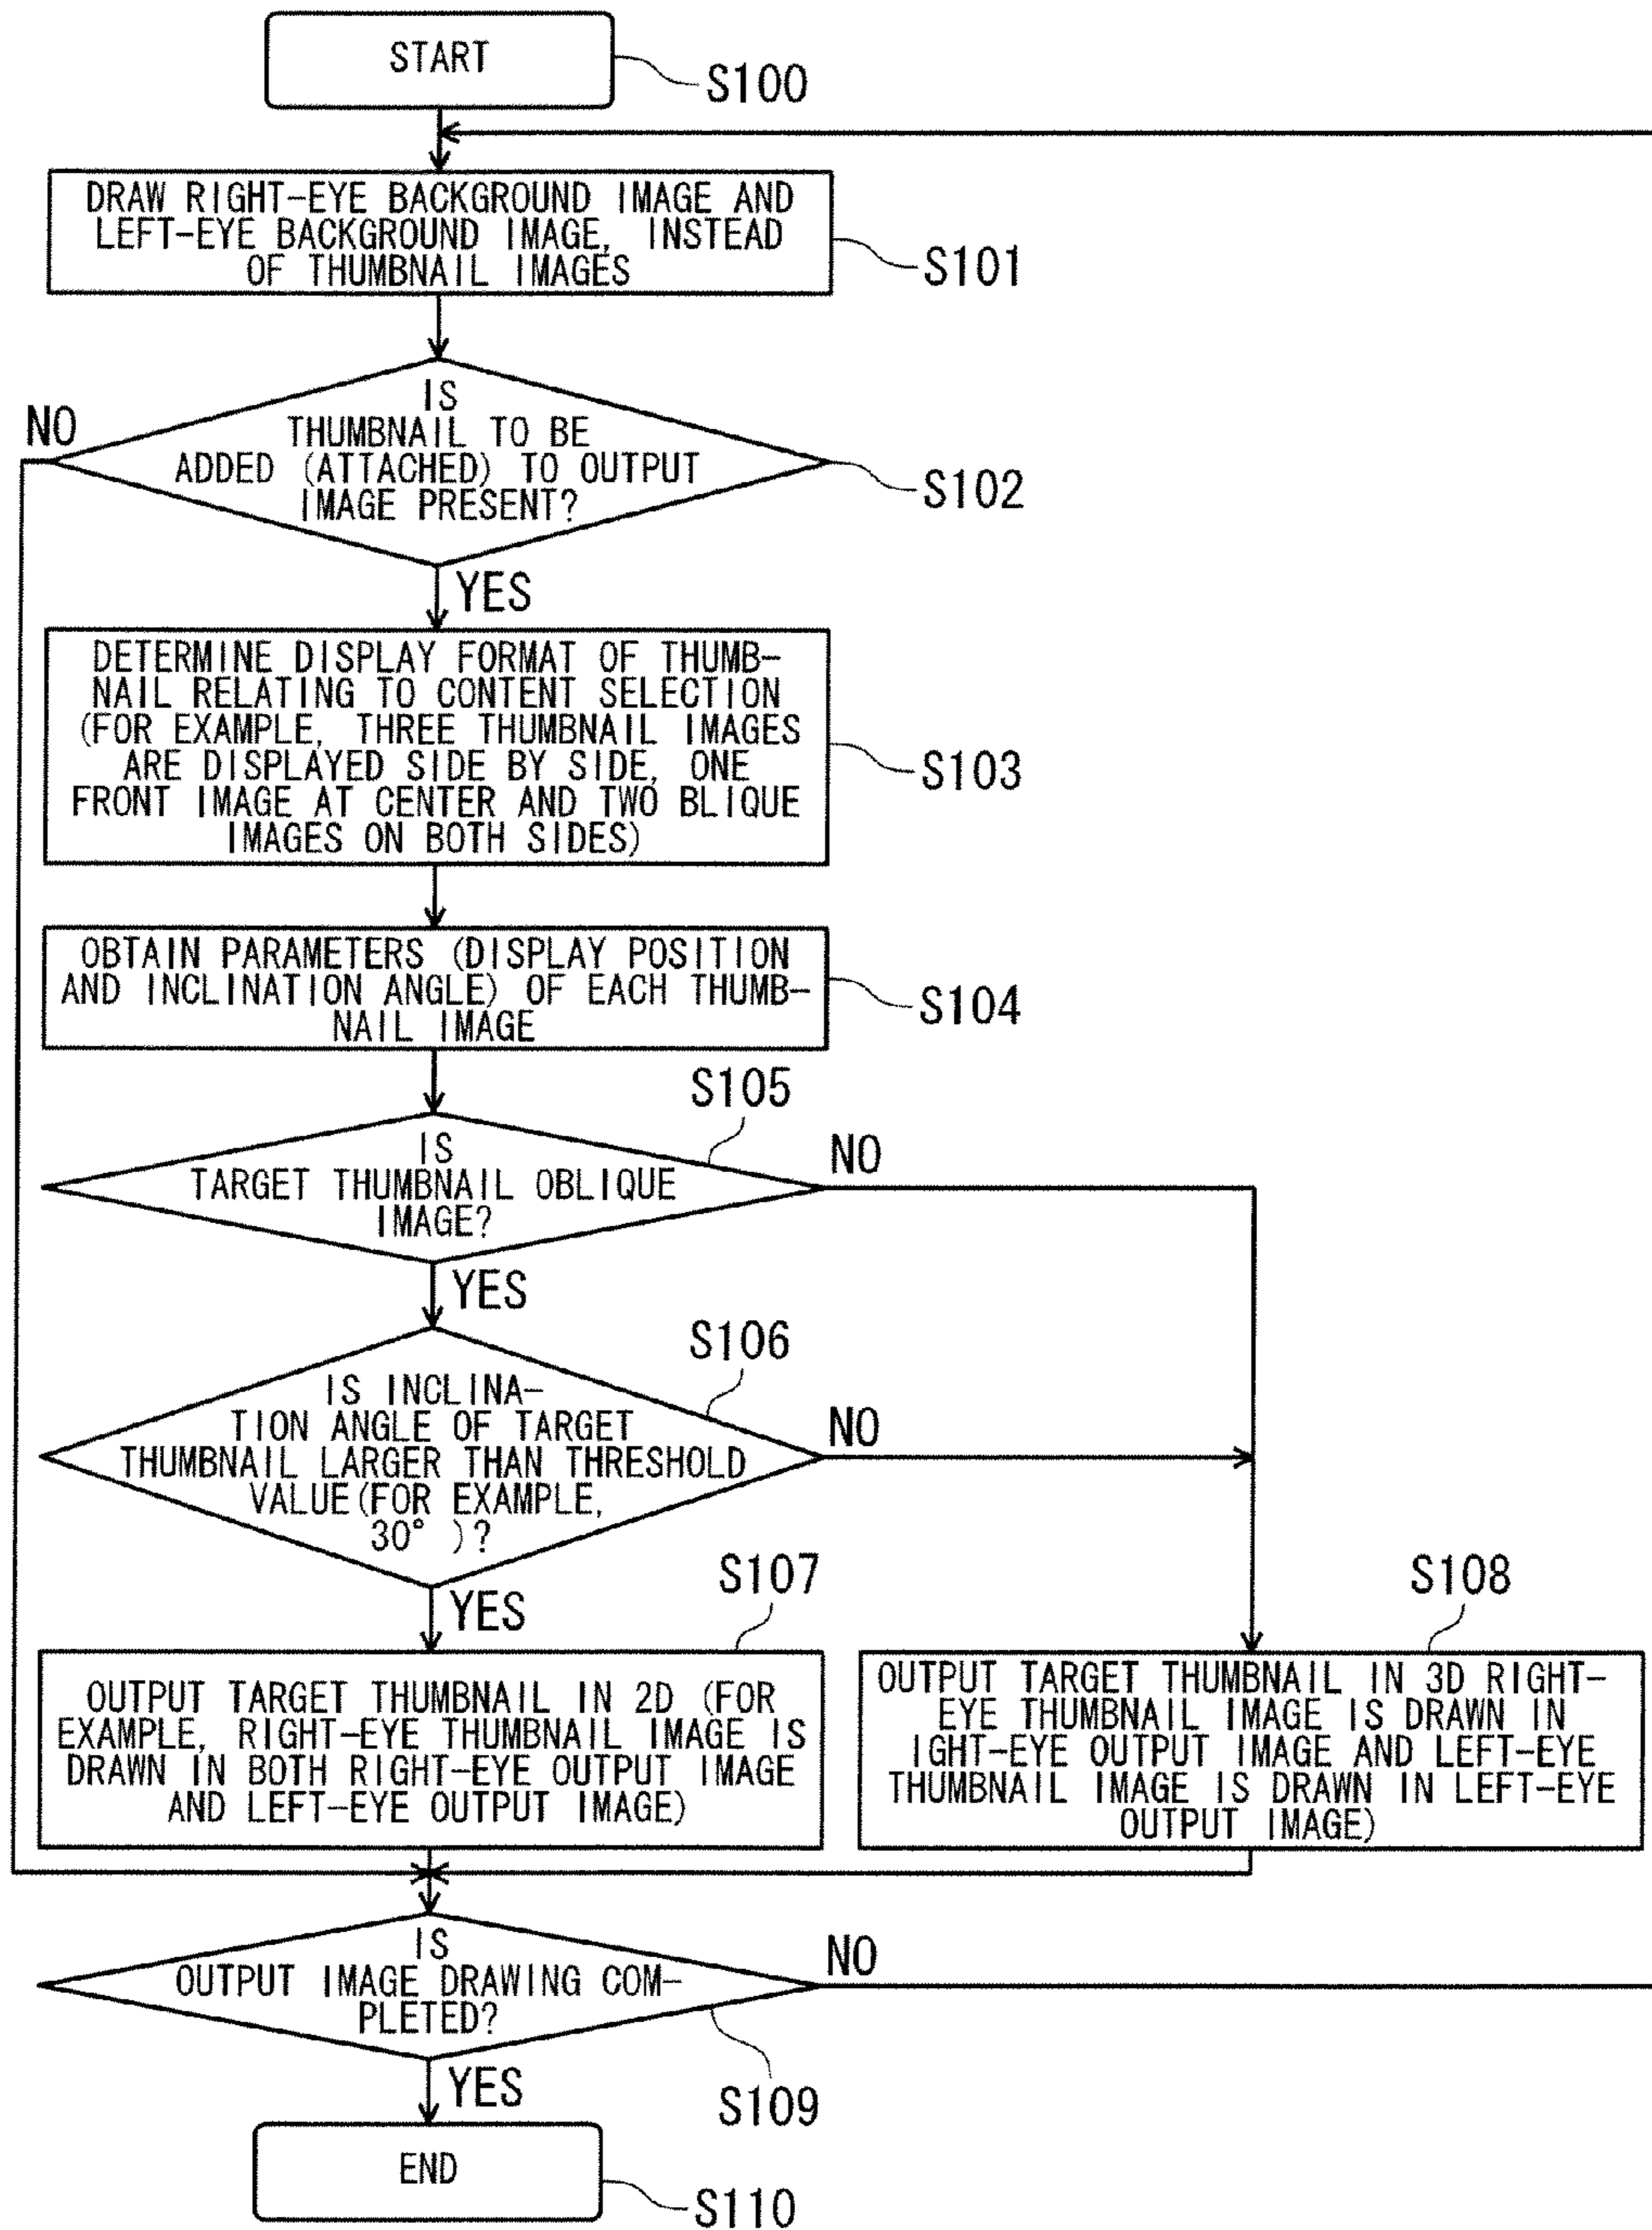 START
S100
DRAW RIGHT-EYE BACKGROUND IMAGE AND
LEFT-EYE BACKGROUND IMAGE, INSTEAD
OF THUMBNAIL IMAGES
S101
IS
THUMBNAIL TO BE
ADDED (ATTACHED) TO OUTPUT
IMAGE PRESENT?
NO
S102
YES
DETERMINE DISPLAY FORMAT OF THUMB-
NAIL RELATING TO CONTENT SELECTION
(FOR EXAMPLE, THREE THUMBNAIL IMAGES
ARE DISPLAYED SIDE BY SIDE, ONE
FRONT IMAGE AT CENTER AND TWO BLIQUE
IMAGES ON BOTH SIDES)
S103
OBTAIN PARAMETERS (DISPLAY POSITION
AND INCLINATION ANGLE) OF EACH THUMB-
NAIL IMAGE
S104
S105
IS
TARGET THUMBNAIL OBLIQUE
IMAGE?
NO
YES
S106
IS INCLINA-
TION ANGLE OF TARGET
THUMBNAIL LARGER THAN THRESHOLD
VALUE(FOR EXAMPLE,
30° )?
NO
YES
S107
OUTPUT TARGET THUMBNAIL IN 2D (FOR
EXAMPLE, RIGHT-EYE THUMBNAIL IMAGE IS
DRAWN IN BOTH RIGHT-EYE OUTPUT IMAGE
AND LEFT-EYE OUTPUT IMAGE)
S108
OUTPUT TARGET THUMBNAIL IN 3D RIGHT-
EYE THUMBNAIL IMAGE IS DRAWN IN
IGHT-EYE OUTPUT IMAGE AND LEFT-EYE
THUMBNAIL IMAGE IS DRAWN IN LEFT-EYE
OUTPUT IMAGE)
IS
OUTPUT IMAGE DRAWING COM-
PLETED?
NO
S109
YES
END
S110